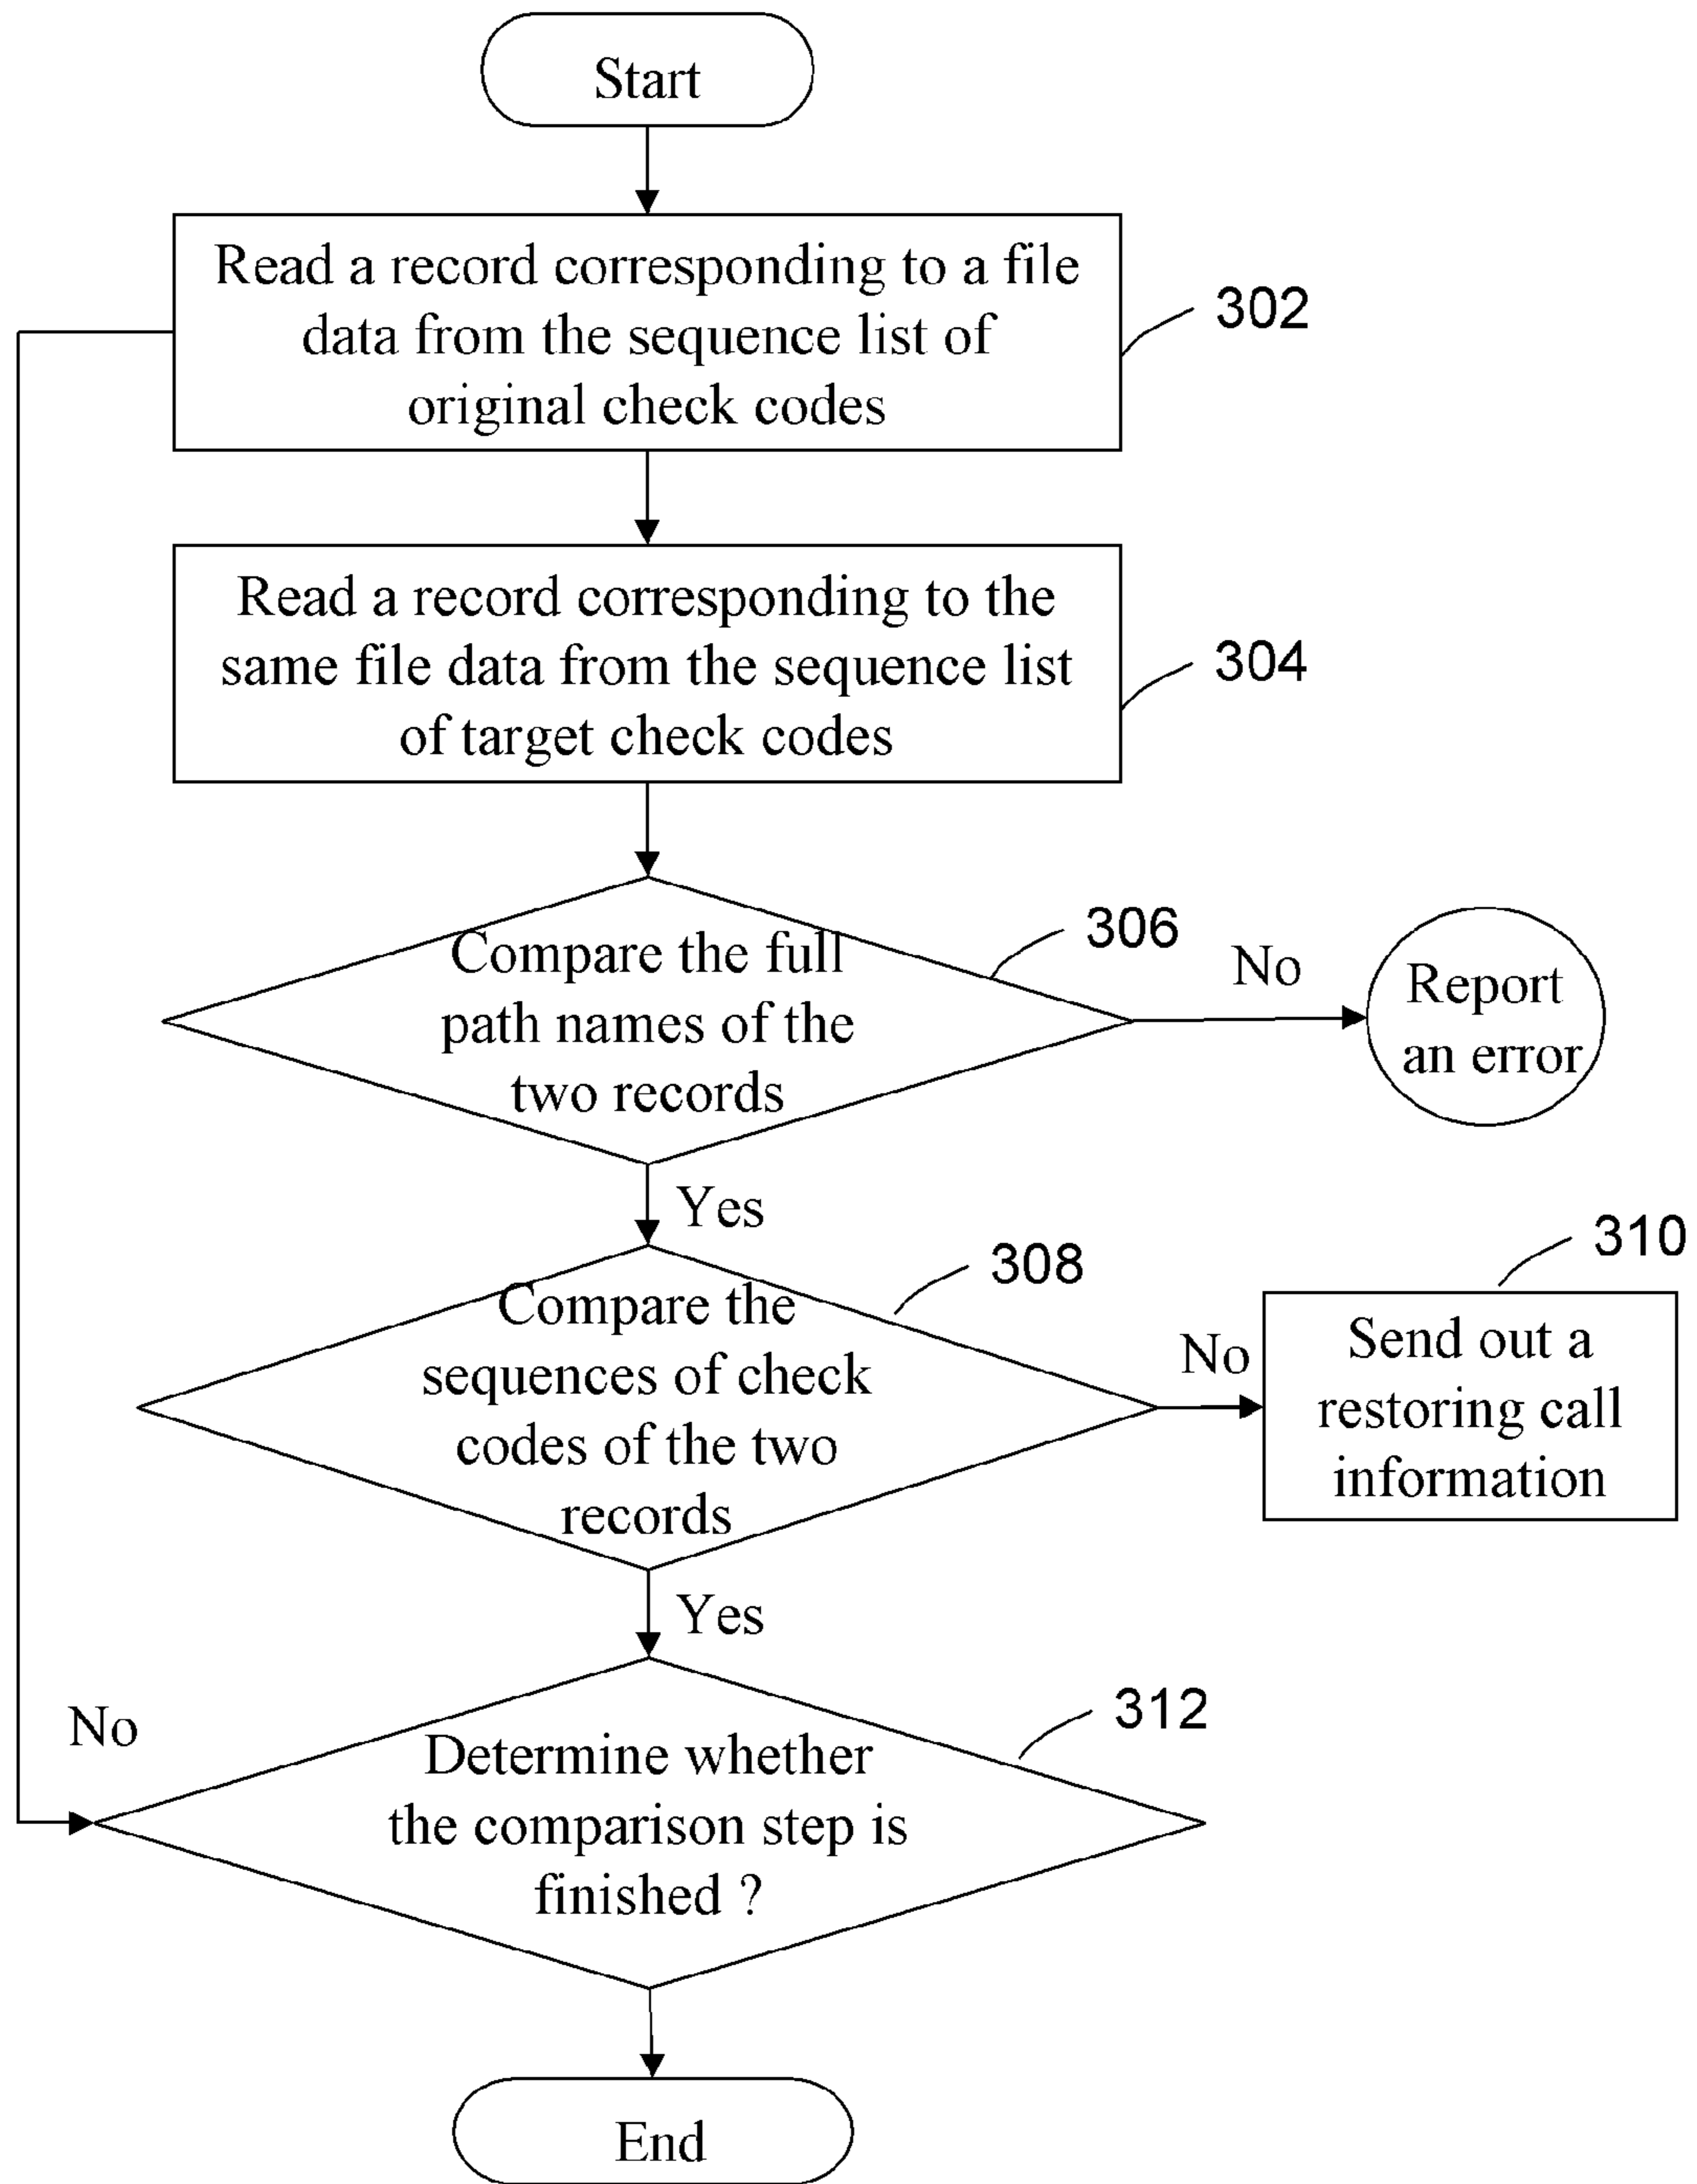 Start
Read a record corresponding to a file
data from the sequence list of
original check codes
302
Read a record corresponding to the
same file data from the sequence list
of target check codes
304
Compare the full
path names of the
two records
306
No
Report
an error
Yes
Compare the
sequences of check
codes of the two
records
308
No
310
Send out a
restoring call
information
Yes
No
Determine whether
the comparison step is
finished ?
312
End